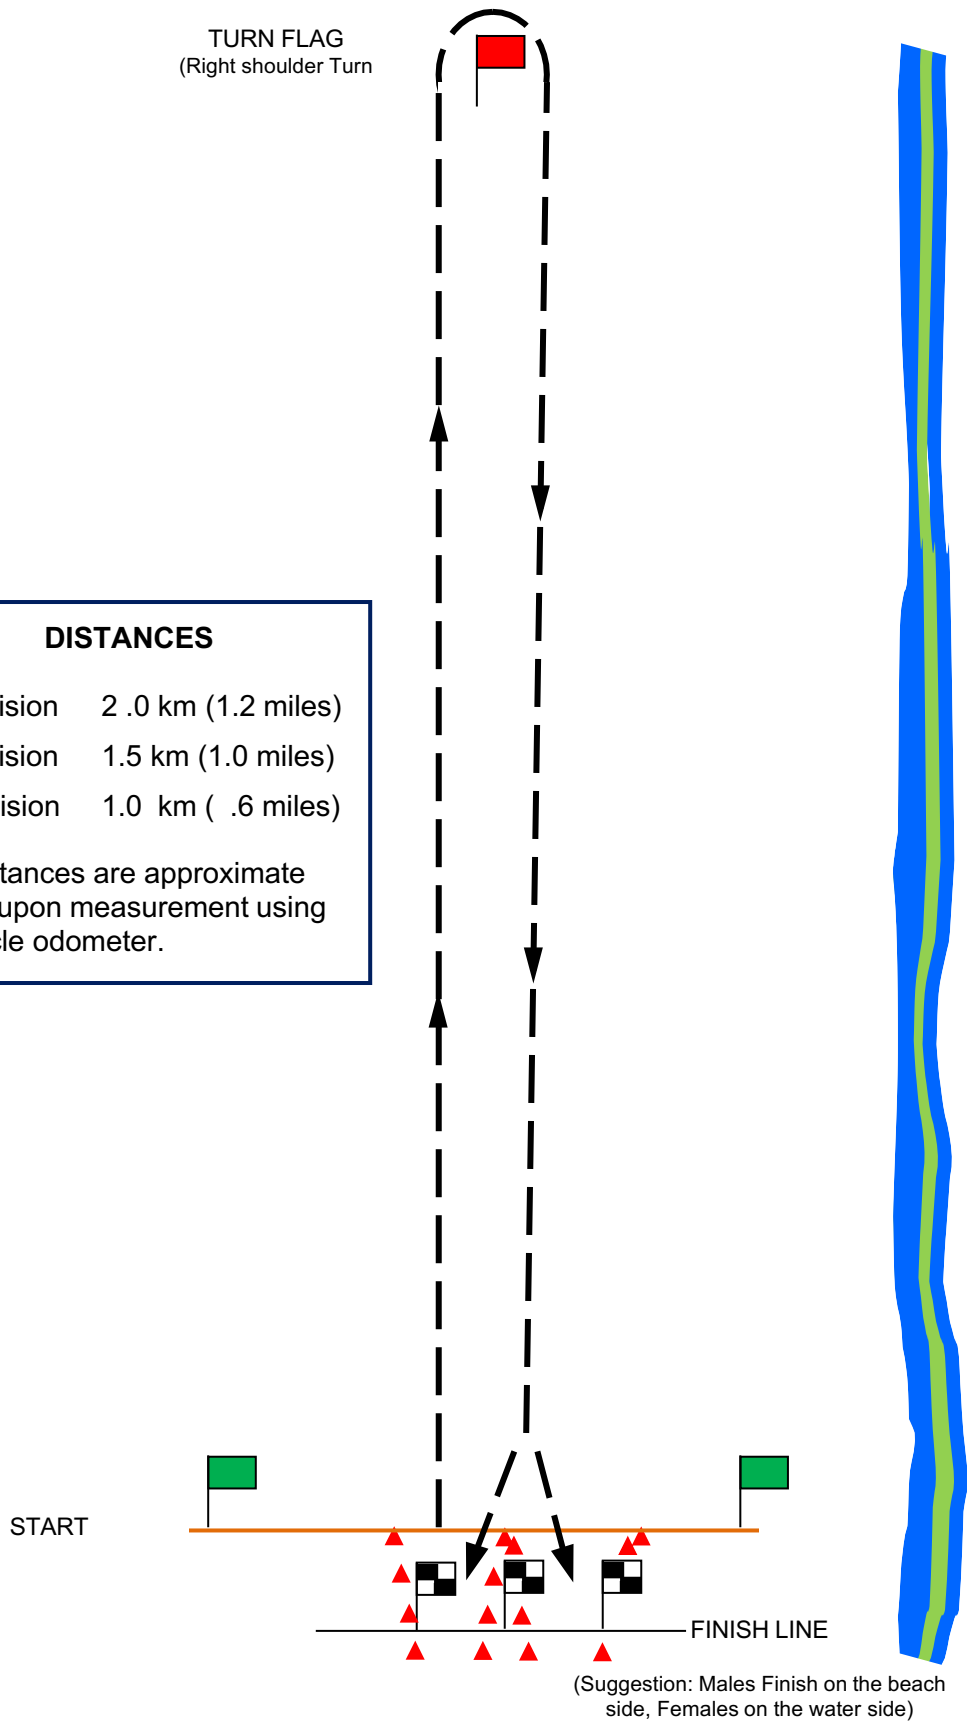 TURN FLAG
(Right shoulder Turn
DISTANCES
ision 2 .0 km (1.2 miles)
ision 1.5 km (1.0 miles)
ision 1.0 km ( .6 miles)
tances are approximate
upon measurement using
cle odometer.
START
FINISH LINE
(Suggestion: Males Finish on the beach
side, Females on the water side)